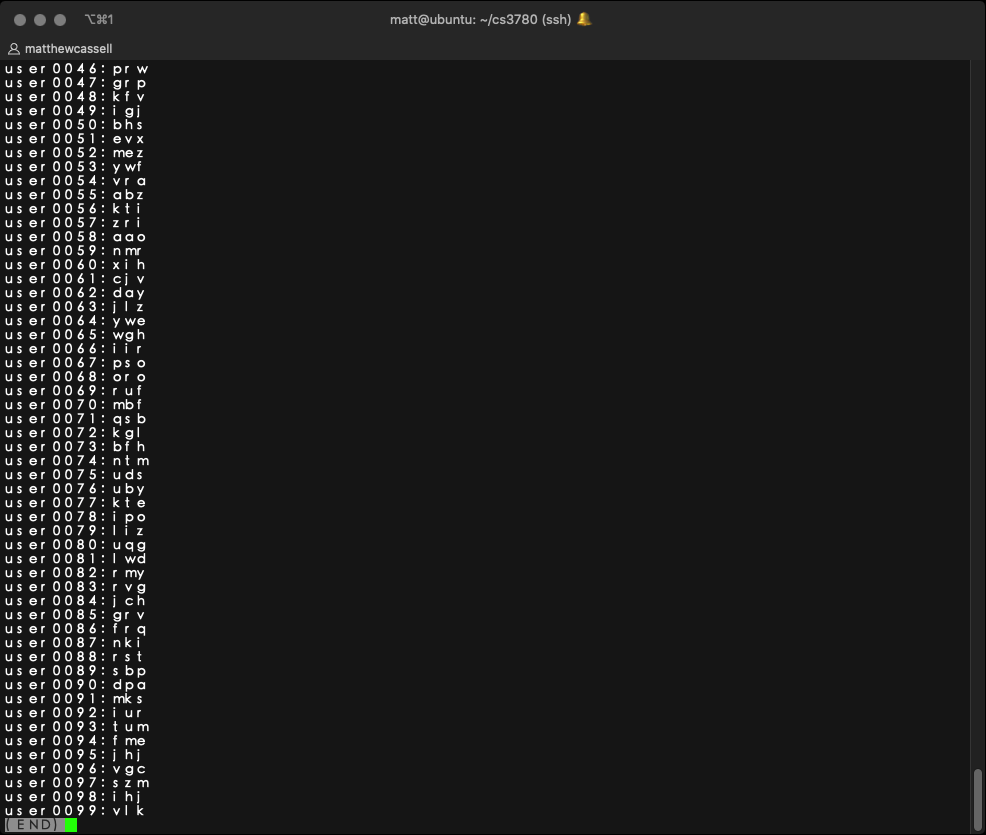 ⌥⌘1
matt@ubuntu: ~/cs3780 (ssh) 🔔
matthewcassell
user0046:prw
user0047:grp
user0048:kfv
user0049:igj
user0050:bhs
user0051:evx
user0052:mez
user0053:ywf
user0054:vra
user0055:abz
user0056:kti
user0057:zri
user0058:aao
user0059:nmr
user0060:xih
user0061:cjv
user0062:day
user0063:jlz
user0064:ywe
user0065:wgh
user0066:iir
user0067:pso
user0068:oro
user0069:ruf
user0070:mbf
user0071:qsb
user0072:kgl
user0073:bfh
user0074:ntm
user0075:uds
user0076:uby
user0077:kte
user0078:ipo
user0079:liz
user0080:uqg
user0081:lwd
user0082:rmy
user0083:rvg
user0084:jch
user0085:grv
user0086:frq
user0087:nki
user0088:rst
user0089:sbp
user0090:dpa
user0091:mks
user0092:iur
user0093:tum
user0094:fme
user0095:jhj
user0096:vgc
user0097:szm
user0098:ihj
user0099:vlk
(END)